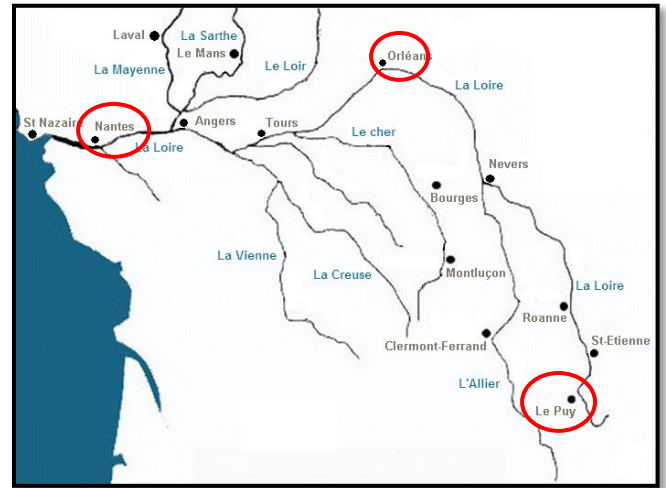 Laval
La Sarthe
Le Mans
La Mayenne
Le Loir
Orléans
La Loire
St Nazaire
Nantes
Angers
Tours
Le cher
La Loire
Nevers
Bourges
La Vienne
La Creuse
Montluçon
La Loire
Roanne
St-Etienne
Clermont-Ferrand
L'Allier
Le Puy